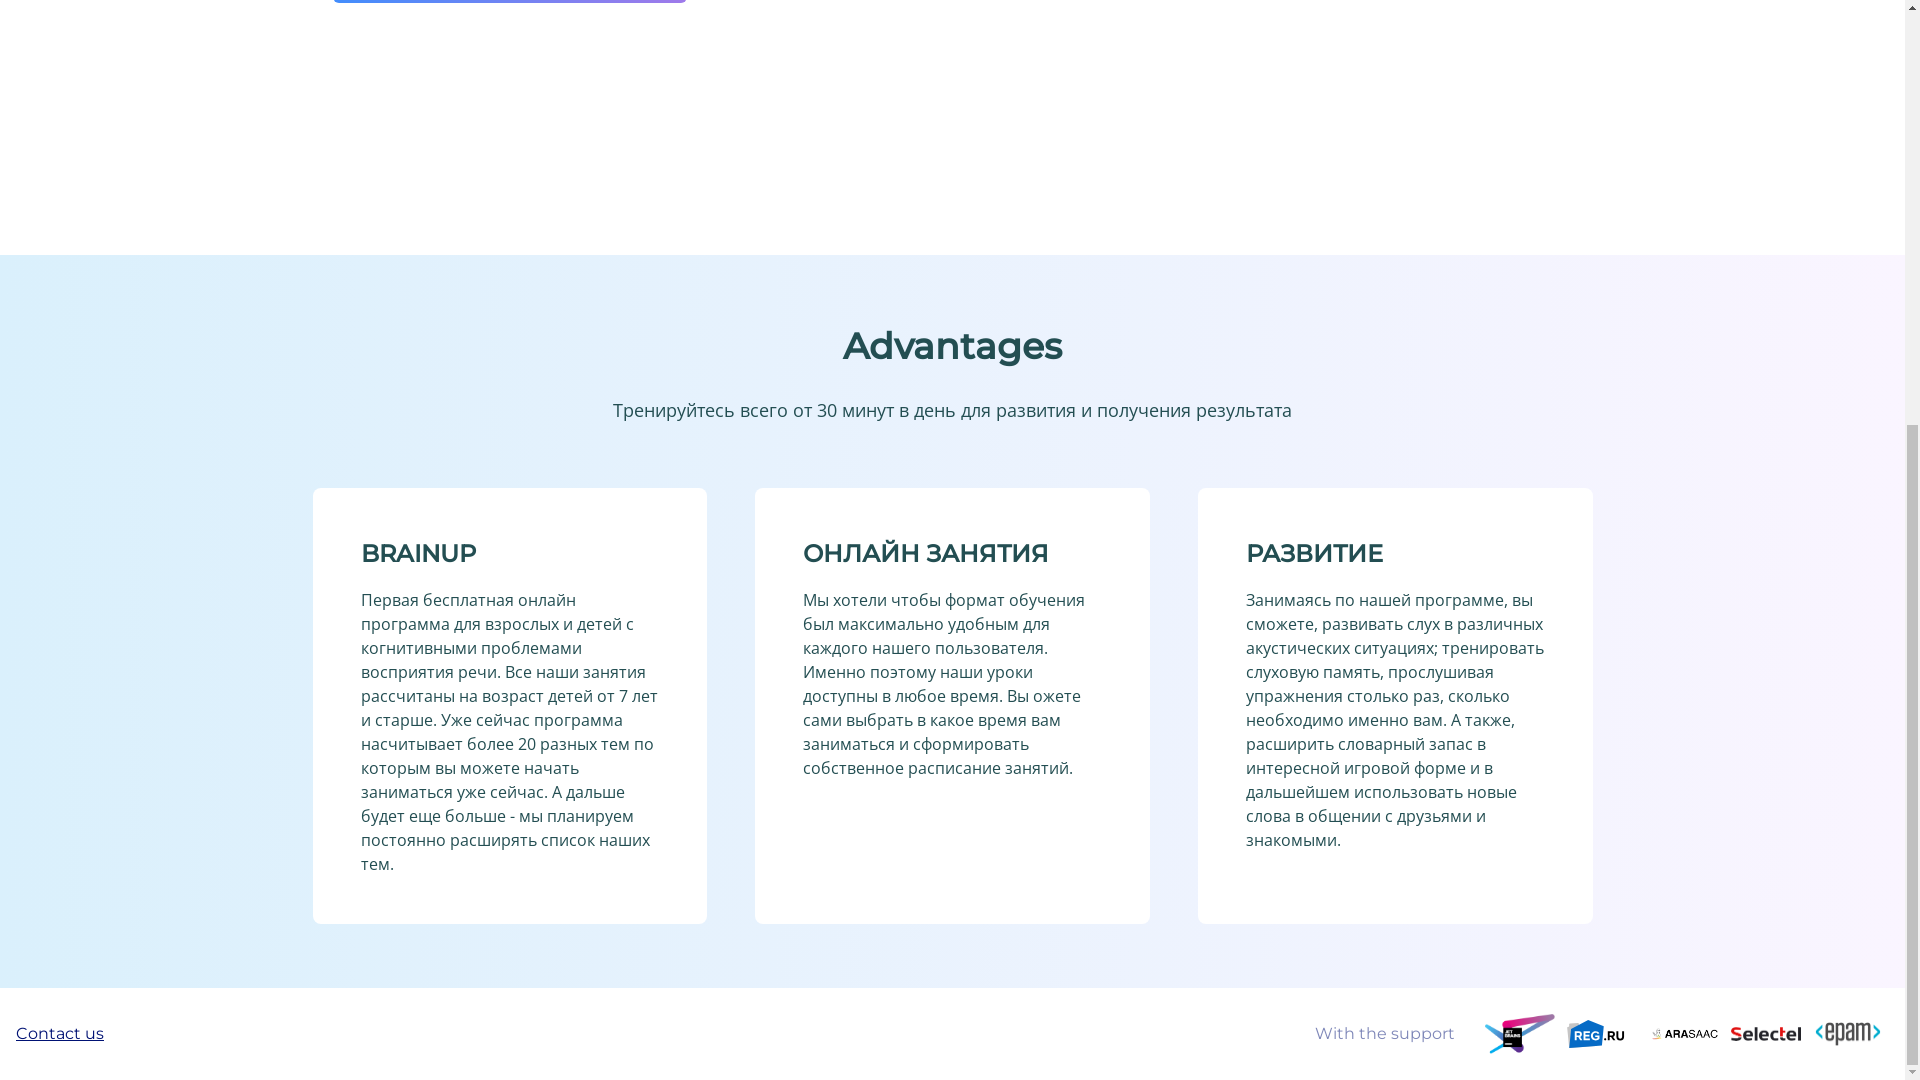 Advantages
Тренируйтесь всего от 30 минут в день для развития и получения результата
BRAINUP
Первая бесплатная онлайн
программа для взрослых и детей с
когнитивными проблемами
восприятия речи. Все наши занятия
рассчитаны на возраст детей от 7 лет
и старше. Уже сейчас программа
насчитывает более 20 разных тем по
которым вы можете начать
заниматься уже сейчас. А дальше
будет еще больше - мы планируем
постоянно расширять список наших
тем.
ОНЛАЙН ЗАНЯТИЯ
Мы хотели чтобы формат обучения
был максимально удобным для
каждого нашего пользователя.
Именно поэтому наши уроки
доступны в любое время. Вы ожете
сами выбрать в какое время вам
заниматься и сформировать
собственное расписание занятий.
РАЗВИТИЕ
Занимаясь по нашей программе, вы
сможете, развивать слух в различных
акустических ситуациях; тренировать
слуховую память, прослушивая
упражнения столько раз, сколько
необходимо именно вам. А также,
расширить словарный запас в
интересной игровой форме и в
дальшейшем использовать новые
слова в общении с друзьями и
знакомыми.
Contact us
With the support
JET
BRAINS
REG.RU
ARASAAC
Selectel
<epam>